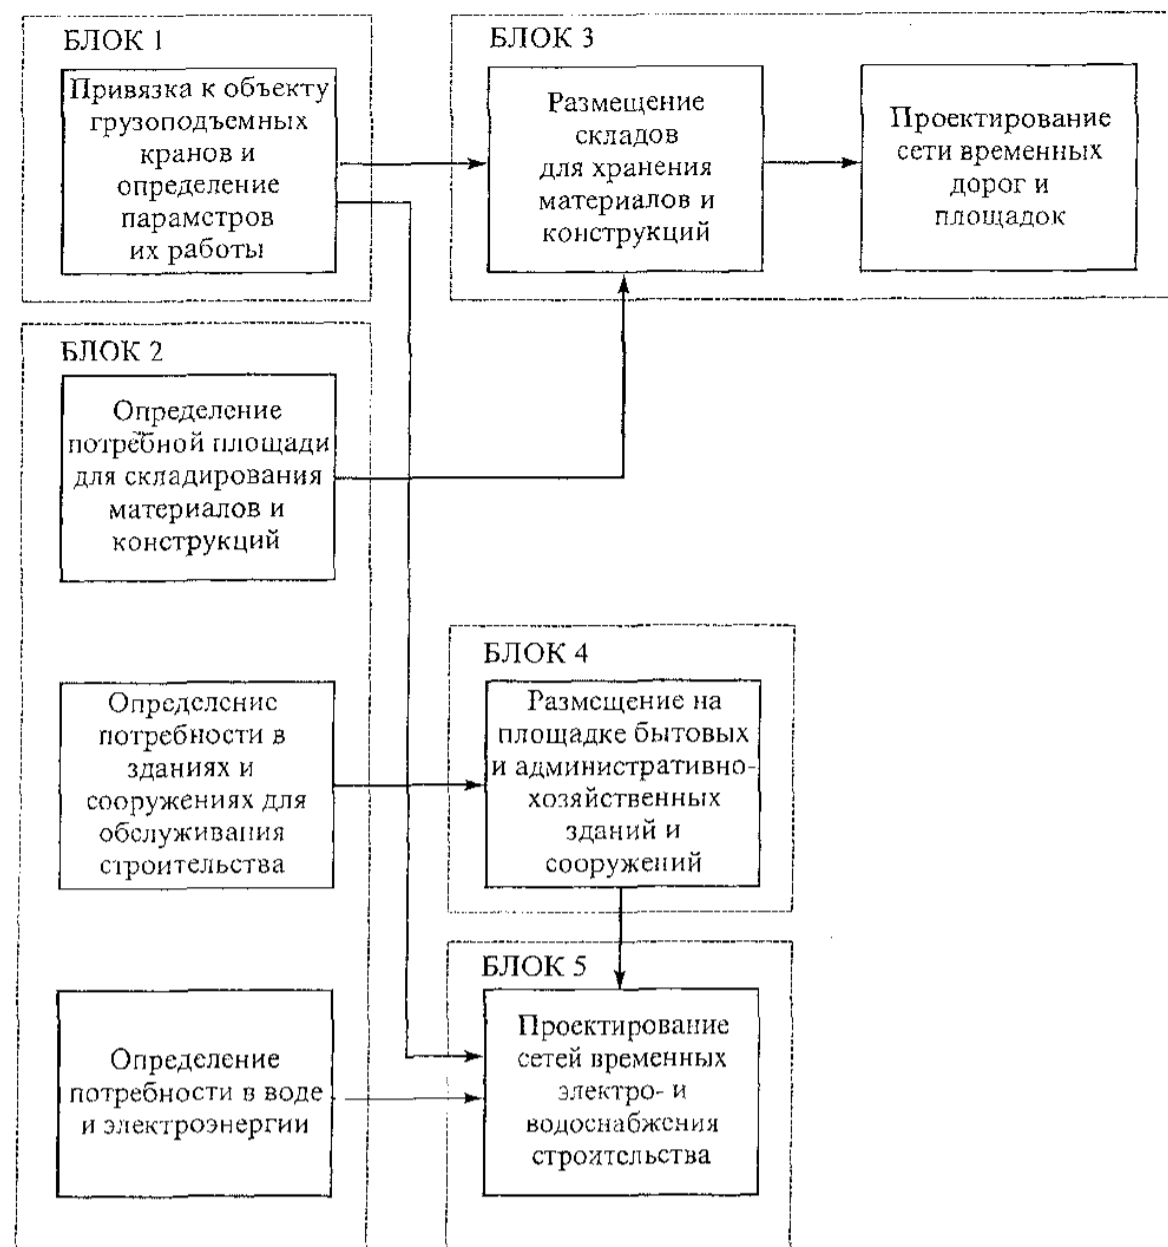 БЛОК 1
Привязка к объекту
грузоподъемных
кранов и
определение
параметров
их работы
БЛОК 3
Размещение
складов
для хранения
материалов и
конструкций
Проектирование
сети временных
дорог и
площадок
БЛОК 2
Определение
потребной площади
для складирования
материалов и
конструкций
Определение
потребности в
зданиях и
сооружениях для
обслуживания
строительства
БЛОК 4
Размещение на
площадке бытовых
и административно-
хозяйственных
зданий и
сооружений
Определение
потребности в воде
и электроэнергии
БЛОК 5
Проектирование
сетей временных
электро- и
водоснабжения
строительства